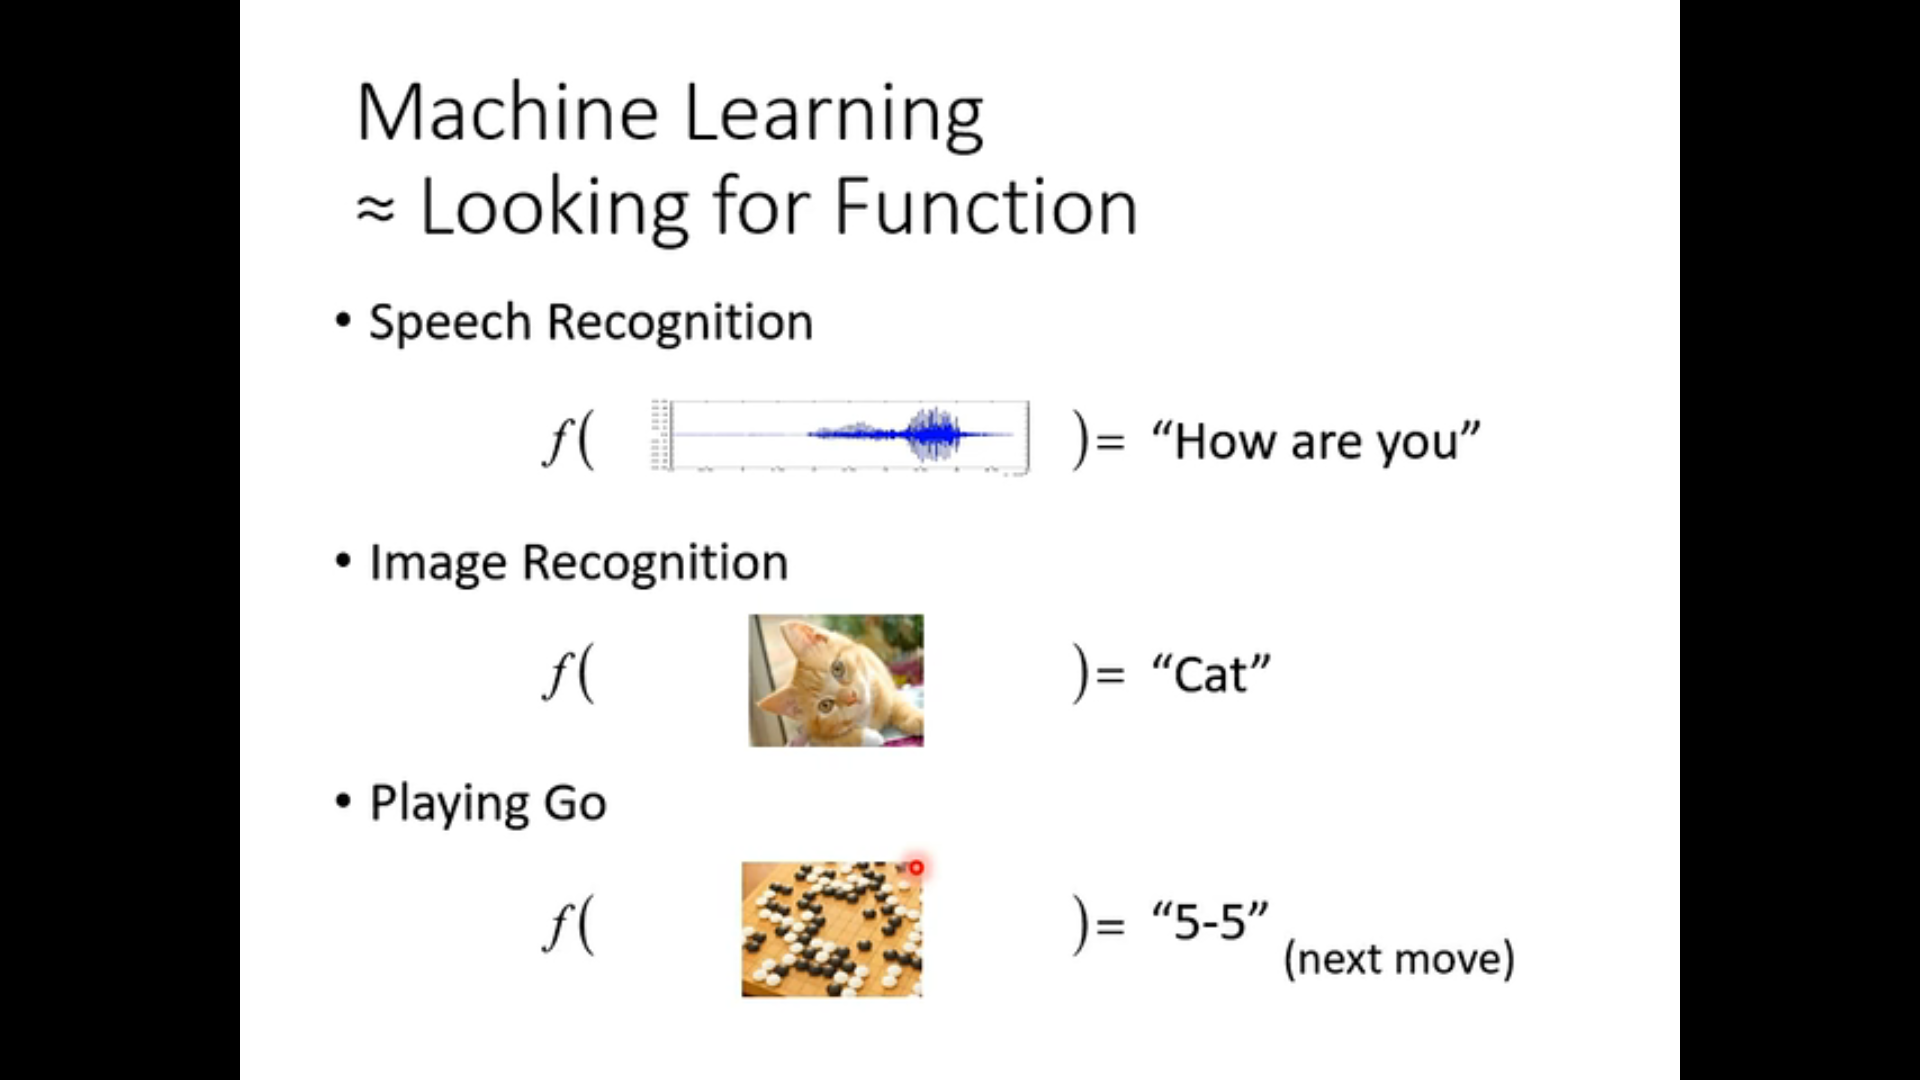 Machine Learning
≈ Looking for Function
• Speech Recognition
f( )= “How are you”
• Image Recognition
f( )= “Cat”
• Playing Go
f( )= “5-5”
(next move)